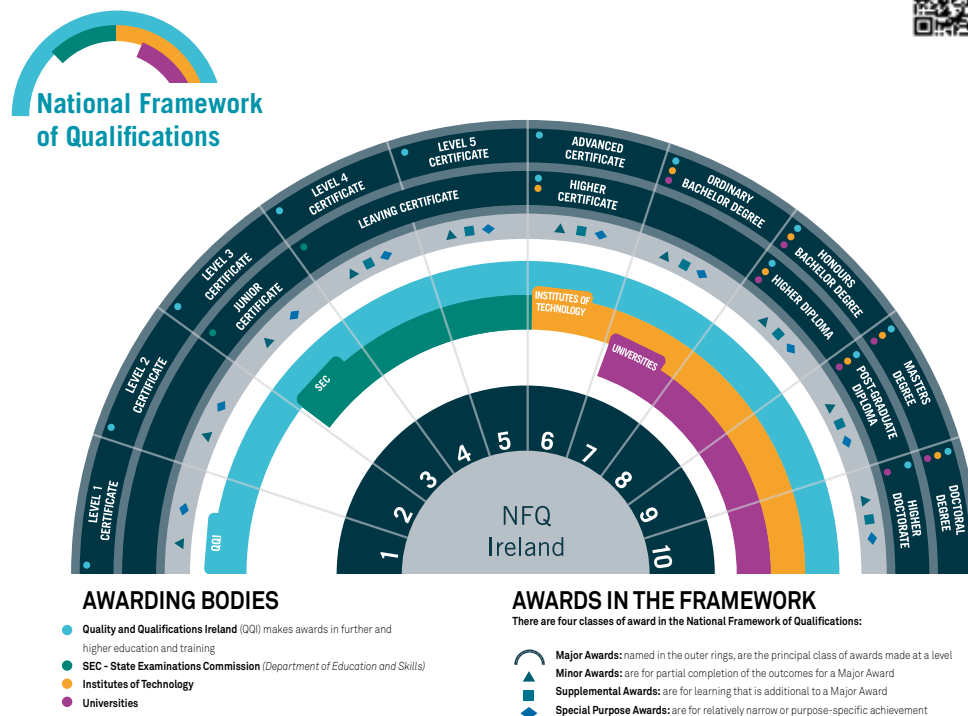 National Framework
of Qualifications
LEVEL 1
CERTIFICATE
LEVEL 2
CERTIFICATE
LEVEL 3
CERTIFICATE
LEVEL 4
CERTIFICATE
LEVEL 5
CERTIFICATE
ADVANCED
CERTIFICATE
ORDINARY
BACHELOR DEGREE
HONOURS
BACHELOR DEGREE
MASTERS
DEGREE
DOCTORAL
DEGREE
JUNIOR
CERTIFICATE
LEAVING CERTIFICATE
HIGHER
CERTIFICATE
HIGHER DIPLOMA
POST-GRADUATE
DIPLOMA
HIGHER
DOCTORATE
QQI
SEC
INSTITUTES OF
TECHNOLOGY
UNIVERSITIES
1
2
3
4
5
6
7
8
9
10
NFQ
Ireland
AWARDING BODIES
Quality and Qualifications Ireland (QQI) makes awards in further and
higher education and training
SEC - State Examinations Commission (Department of Education and Skills)
Institutes of Technology
Universities
AWARDS IN THE FRAMEWORK
There are four classes of award in the National Framework of Qualifications:
Major Awards: named in the outer rings, are the principal class of awards made at a level
Minor Awards: are for partial completion of the outcomes for a Major Award
Supplemental Awards: are for learning that is additional to a Major Award
Special Purpose Awards: are for relatively narrow or purpose-specific achievement